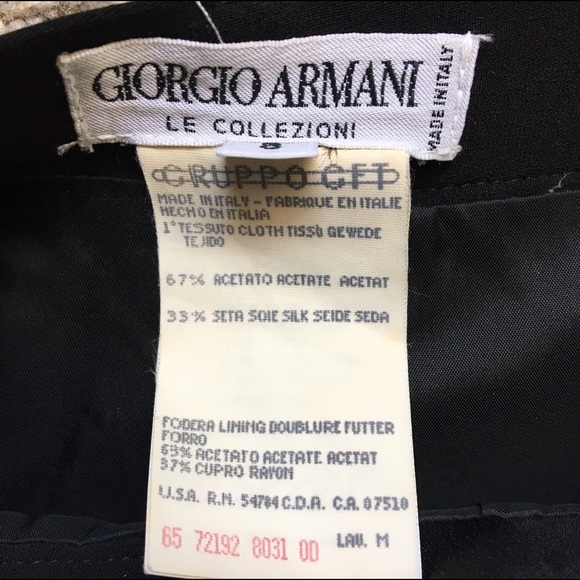 GIORGIO ARMANI
LE COLLEZIONI
MADE IN ITALY
GRUPPO GFT
MADE IN ITALY - FABRIQUE EN ITALIE
HECHO EN ITALIA
1° TESSUTO CLOTH TISSU GEWEDE
TEJIDO
67% ACETATO ACETATE ACETAT
33% SETA SOIE SILK SEIDE SEDA
FODERA LINING DOUBLURE FUTTER
FORRO
63% ACETATO ACETATE ACETAT
37% CUPRO RAYON
U.S.A. R.N. 54784 C.D.A. C.A. 07510
65 72192 8031 00 LAV. M